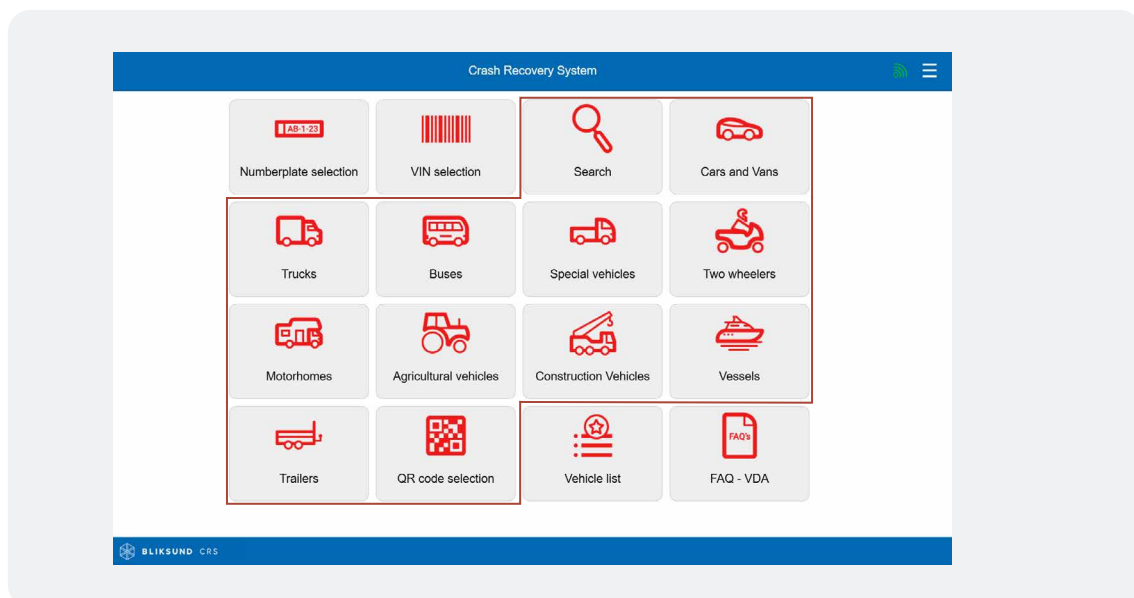 Crash Recovery System
AB-1-23
Numberplate selection
VIN selection
Search
Cars and Vans
Trucks
Buses
Special vehicles
Two wheelers
Motorhomes
Agricultural vehicles
Construction Vehicles
Vessels
Trailers
QR code selection
Vehicle list
FAQ's
FAQ - VDA
BLIKSUND CRS